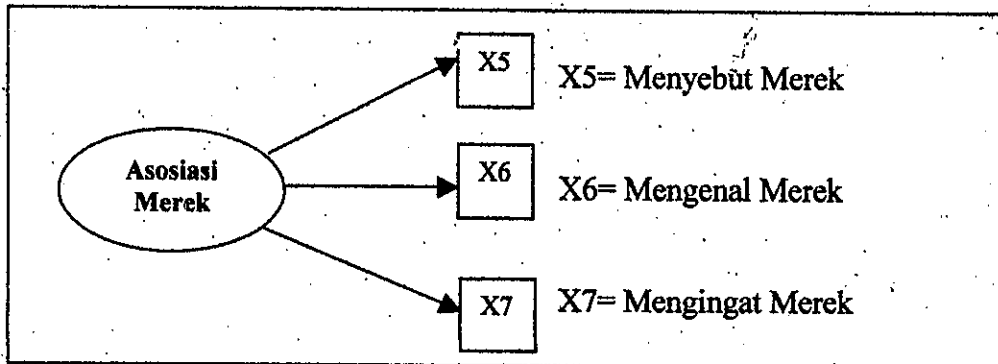 X5 X5= Menyebut Merek
Asosiasi
Merek
X6 X6= Mengenal Merek
X7 X7= Mengingat Merek